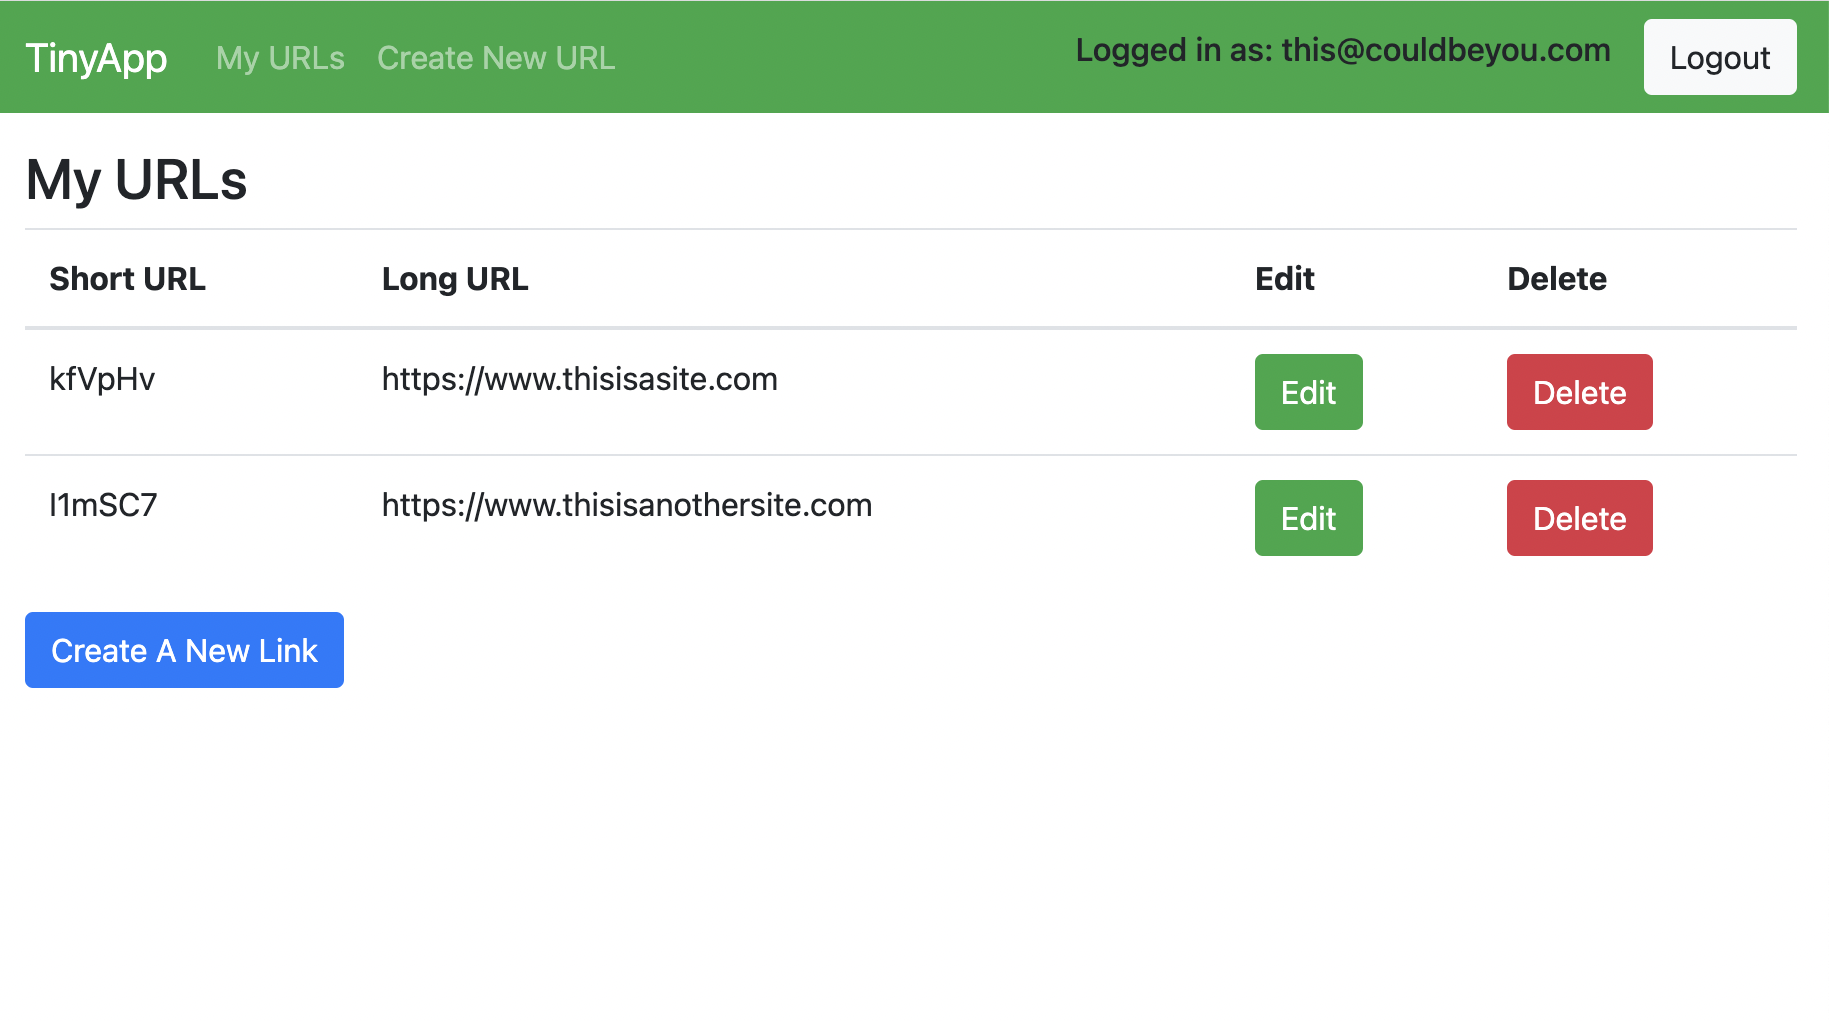 TinyApp My URLs Create New URL Logged in as: this@couldbeyou.com Logout
My URLs
Short URL Long URL Edit Delete
kfVpHv https://www.thisisasite.com Edit Delete
l1mSC7 https://www.thisisanothersite.com Edit Delete
Create A New Link